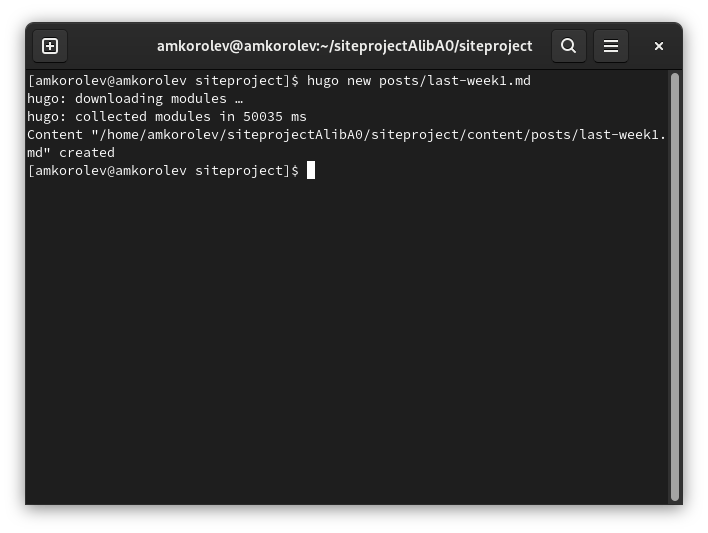 amkorolev@amkorolev:~/siteprojectAlibA0/siteproject
[amkorolev@amkorolev siteproject]$ hugo new posts/last-week1.md
hugo: downloading modules …
hugo: collected modules in 50035 ms
Content "/home/amkorolev/siteprojectAlibA0/siteproject/content/posts/last-week1.
md" created
[amkorolev@amkorolev siteproject]$